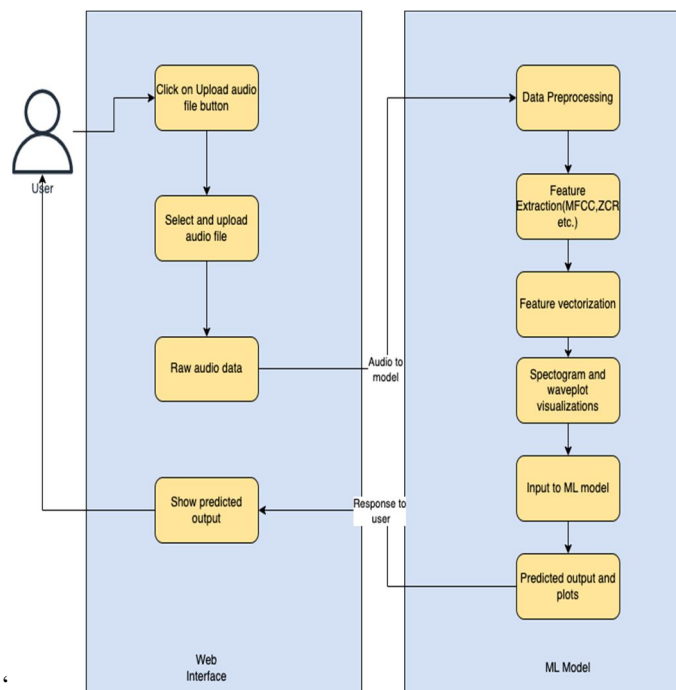 User
Click on Upload audio
file button
Select and upload
audio file
Raw audio data
Audio to
model
Data Preprocessing
Feature
Extraction(MFCC,ZCR
etc.)
Feature vectorization
Spectogram and
waveplot
visualizations
Input to ML model
Predicted output and
plots
Response to
user
Show predicted
output
Web
Interface
ML Model
‘